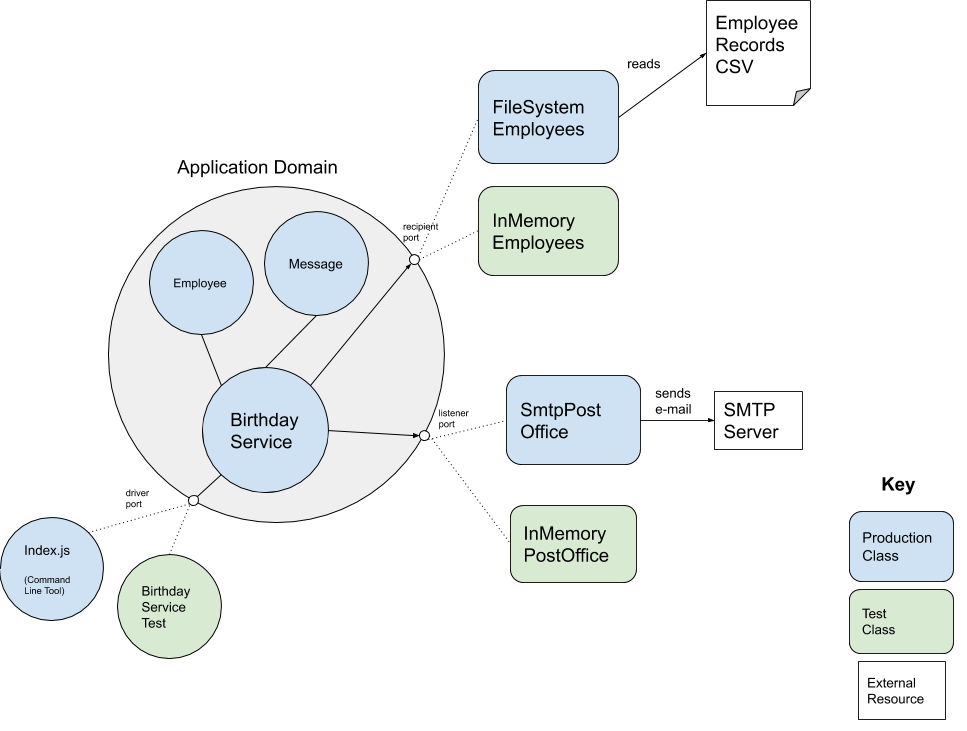 Employee
Records
CSV
reads
FileSystem
Employees
Application Domain
InMemory
Employees
recipient
port
Message
Employee
Birthday
Service
listener
port
SmtpPost
Office
sends
e-mail
SMTP
Server
driver
port
InMemory
PostOffice
Index.js
(Command
Line Tool)
Birthday
Service
Test
Key
Production
Class
Test
Class
External
Resource